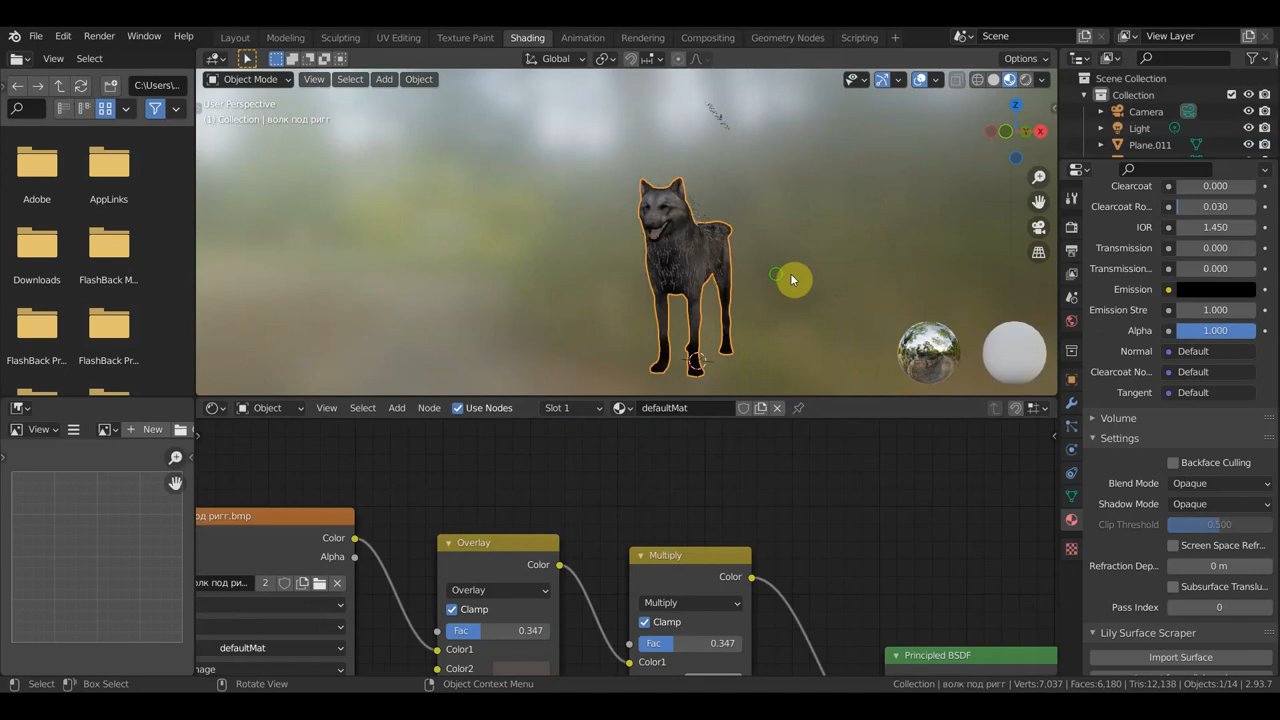 File Edit Render Window Help
Layout Modeling Sculpting UV Editing Texture Paint Shading Animation Rendering Compositing Geometry Nodes Scripting
Scene View Layer
View Select
Global
Options
C:\Users\...
Object Mode View Select Add Object
User Perspective
(1) Collection | волк под ригг
Z
X
Adobe
AppLinks
Downloads
FlashBack M...
FlashBack Pr...
FlashBack Pr...
Scene Collection
Collection
Camera
Light
Plane.011
Clearcoat 0.000
Clearcoat Ro... 0.030
IOR 1.450
Transmission 0.000
Transmission... 0.000
Emission
Emission Stre 1.000
Alpha 1.000
Normal Default
Clearcoat No... Default
Tangent Default
Volume
Settings
Backface Culling
Blend Mode Opaque
Shadow Mode Opaque
Clip Threshold 0.500
Screen Space Refr...
Refraction Dep... 0 m
Subsurface Translu...
Pass Index 0
Lily Surface Scraper
Import Surface
View New
Object View Select Add Node Use Nodes Slot 1 defaultMat
од ригг.bmp
Color
Alpha
волк под ри... 2
defaultMat
mage
Overlay
Color
Overlay
Clamp
Fac 0.347
Color1
Color2
Multiply
Color
Multiply
Clamp
Fac 0.347
Color1
Principled BSDF
Select Box Select Rotate View Object Context Menu
Collection | волк под ригг | Verts:7,037 | Faces:6,180 | Tris:12,138 | Objects:1/14 | 2.93.7